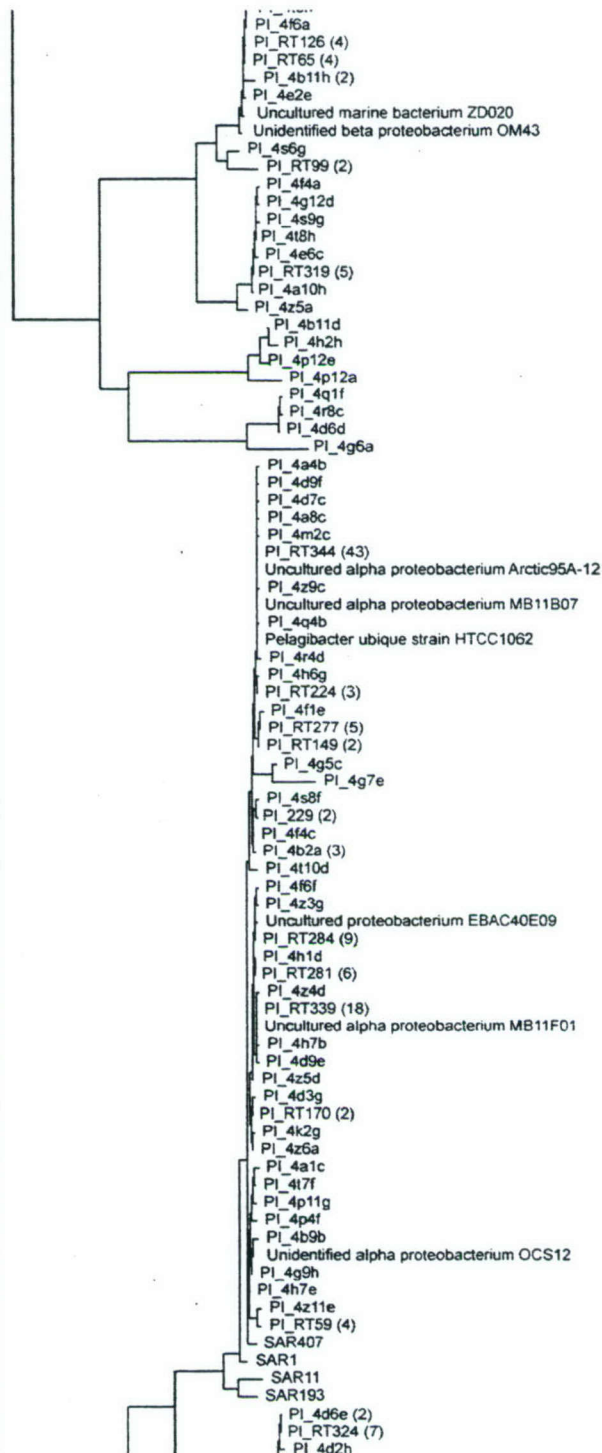 PI_4f6a
PI_RT126 (4)
PI_RT65 (4)
PI_4b11h (2)
PI_4e2e
Uncultured marine bacterium ZD020
Unidentified beta proteobacterium OM43
PI_4s6g
PI_RT99 (2)
PI_4f4a
PI_4g12d
PI_4s9g
PI_4t8h
PI_4e6c
PI_RT319 (5)
PI_4a10h
PI_4z5a
PI_4b11d
PI_4h2h
PI_4p12e
PI_4p12a
PI_4q1f
PI_4r8c
PI_4d6d
PI_4g6a
PI_4a4b
PI_4d9f
PI_4d7c
PI_4a8c
PI_4m2c
PI_RT344 (43)
Uncultured alpha proteobacterium Arctic95A-12
PI_4z9c
Uncultured alpha proteobacterium MB11B07
PI_4q4b
Pelagibacter ubique strain HTCC1062
PI_4r4d
PI_4h6g
PI_RT224 (3)
PI_4f1e
PI_RT277 (5)
PI_RT149 (2)
PI_4g5c
PI_4g7e
PI_4s8f
PI_229 (2)
PI_4f4c
PI_4b2a (3)
PI_4t10d
PI_4f6f
PI_4z3g
Uncultured proteobacterium EBAC40E09
PI_RT284 (9)
PI_4h1d
PI_RT281 (6)
PI_4z4d
PI_RT339 (18)
Uncultured alpha proteobacterium MB11F01
PI_4h7b
PI_4d9e
PI_4z5d
PI_4d3g
PI_RT170 (2)
PI_4k2g
PI_4z6a
PI_4a1c
PI_4t7f
PI_4p11g
PI_4p4f
PI_4b9b
Unidentified alpha proteobacterium OCS12
PI_4g9h
PI_4h7e
PI_4z11e
PI_RT59 (4)
SAR407
SAR1
SAR11
SAR193
PI_4d6e (2)
PI_RT324 (7)
PI_4d2h